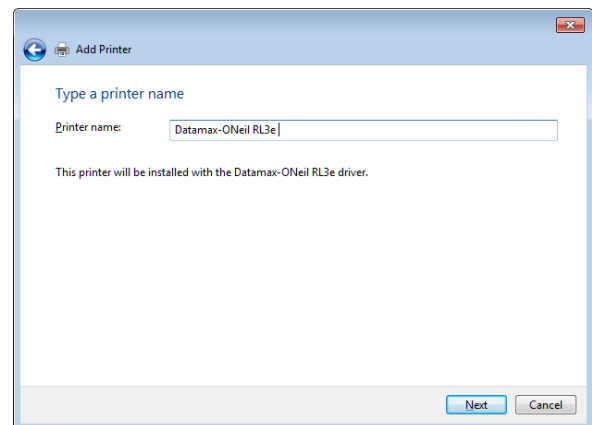 Add Printer
Type a printer name
Printer name: Datamax-ONeil RL3e
This printer will be installed with the Datamax-ONeil RL3e driver.
Next Cancel